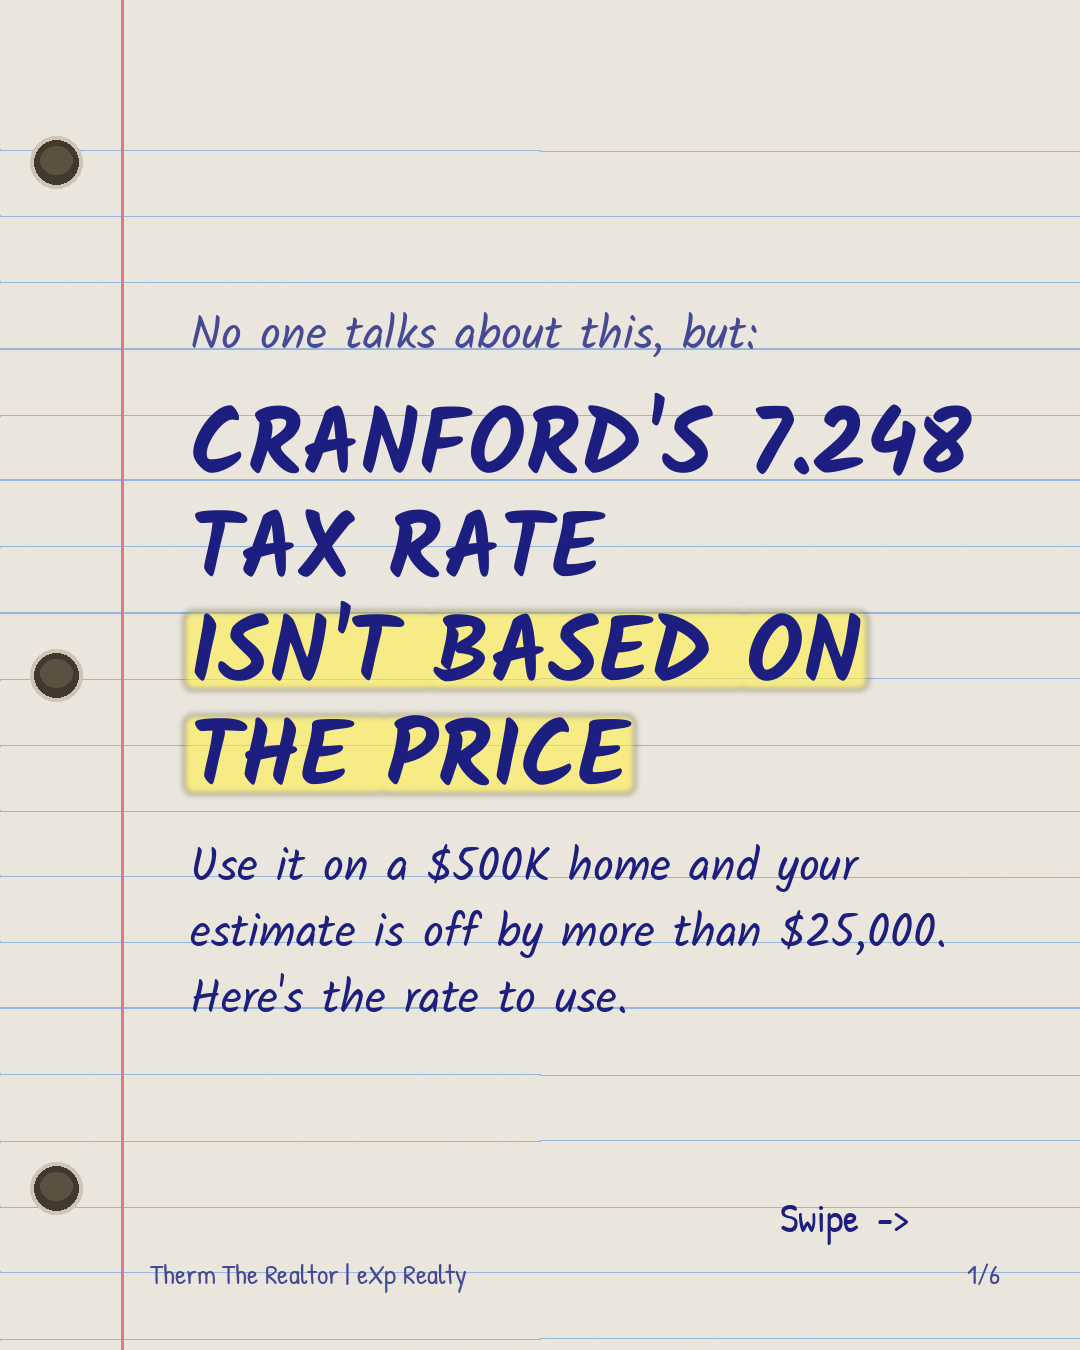 No one talks about this, but:
CRANFORD'S 7.248
TAX RATE
ISN'T BASED ON
THE PRICE
Use it on a $500K home and your
estimate is off by more than $25,000.
Here's the rate to use.
Swipe ->
Therm The Realtor | eXp Realty
1/6